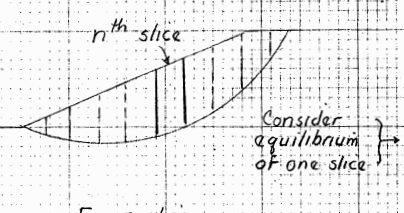 nth slice
Consider
equilibrium
of one slice